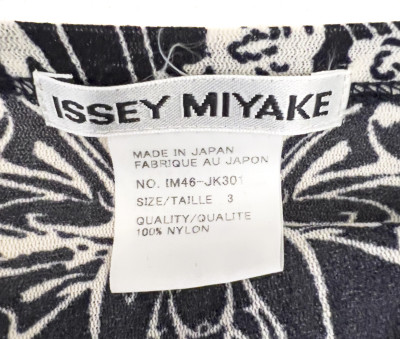 ISSEY MIYAKE
MADE IN JAPAN
FABRIQUE AU JAPON
NO. IM46-JK301
SIZE/TAILLE 3
QUALITY/QUALITE
100% NYLON